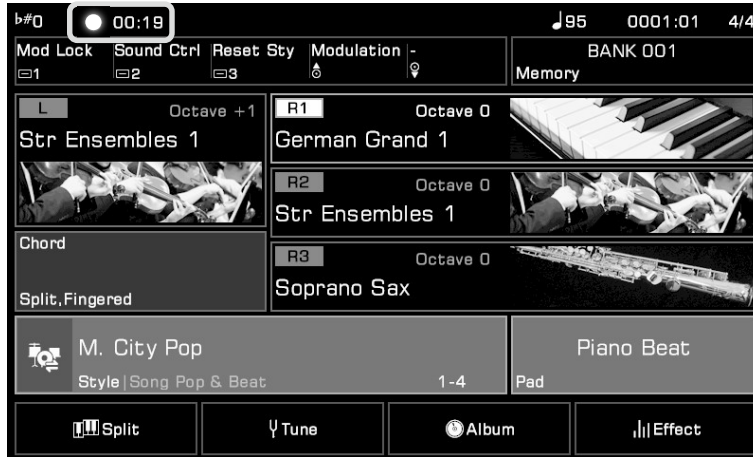 b#0 00:19 ♩95 0001:01 4/4
Mod Lock Sound Ctrl Reset Sty Modulation -
1 2 3
BANK 001
Memory
L Octave +1
Str Ensembles 1
R1 Octave 0
German Grand 1
R2 Octave 0
Str Ensembles 1
Chord
Split,Fingered
R3 Octave 0
Soprano Sax
M. City Pop
Style|Song Pop & Beat 1-4
Piano Beat
Pad
Split Tune Album Effect